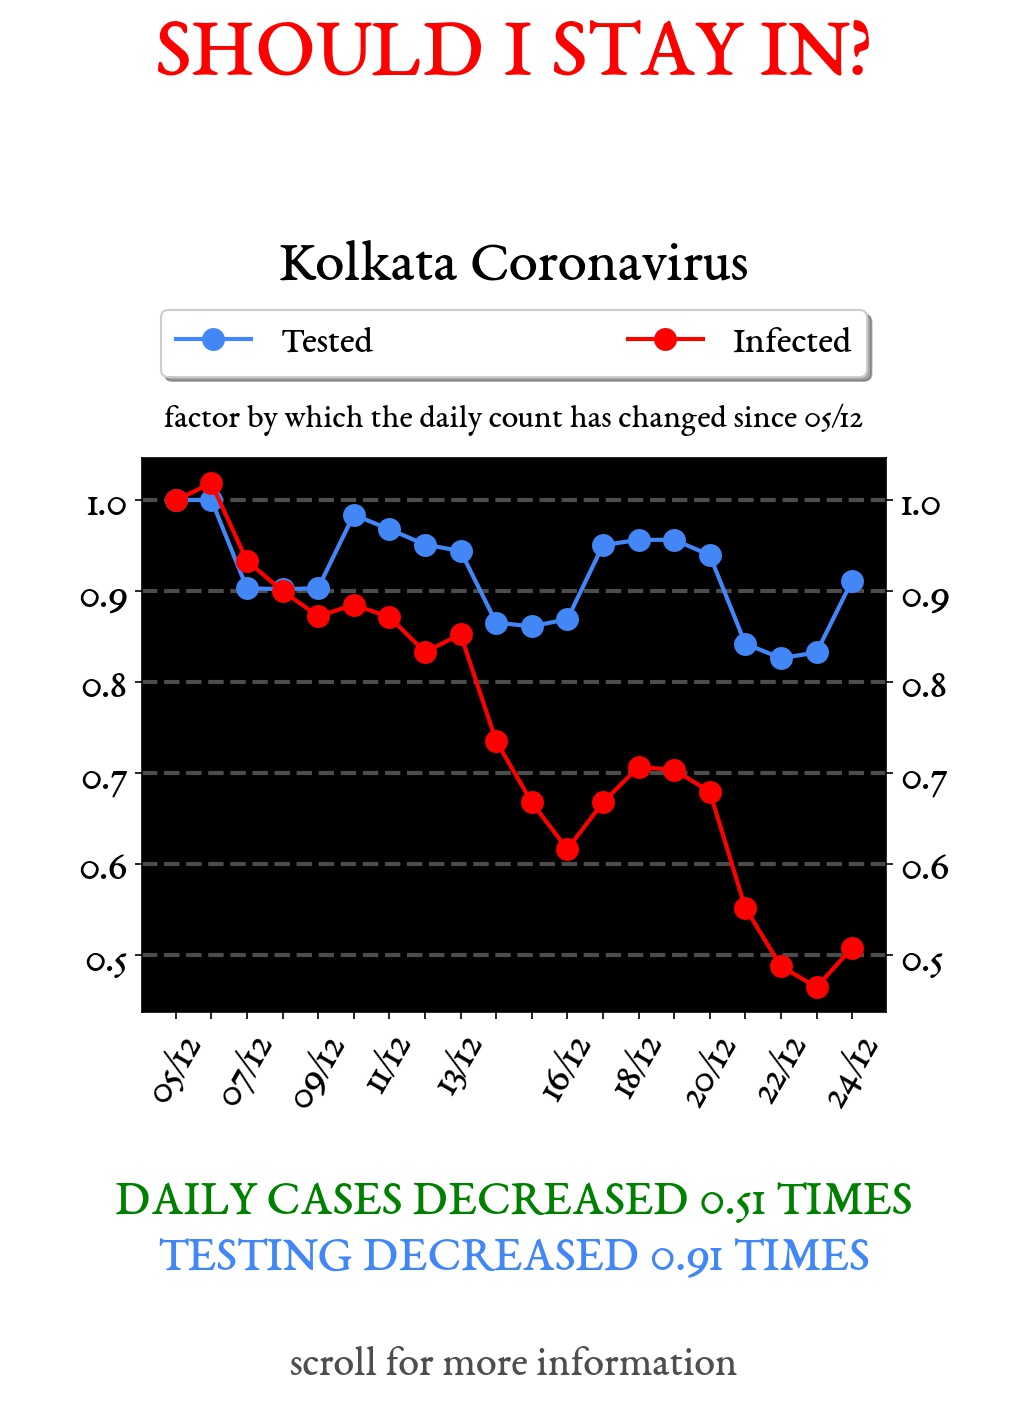 SHOULD I STAY IN?
Kolkata Coronavirus
Tested Infected
factor by which the daily count has changed since 05/12
1.0 1.0
0.9 0.9
0.8 0.8
0.7 0.7
0.6 0.6
0.5 0.5
05/12 07/12 09/12 11/12 13/12 16/12 18/12 20/12 22/12 24/12
DAILY CASES DECREASED 0.51 TIMES
TESTING DECREASED 0.91 TIMES
scroll for more information